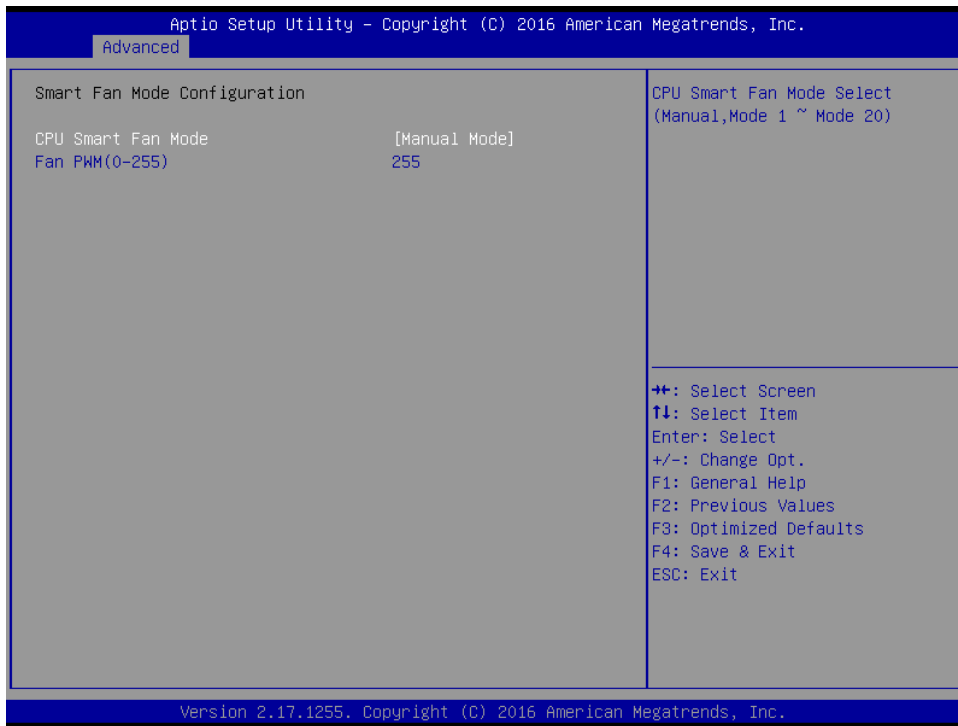 Aptio Setup Utility – Copyright (C) 2016 American Megatrends, Inc.
Advanced
Smart Fan Mode Configuration
CPU Smart Fan Mode [Manual Mode]
Fan PWM(0-255) 255
CPU Smart Fan Mode Select
(Manual,Mode 1 ~ Mode 20)
→←: Select Screen
↑↓: Select Item
Enter: Select
+/-: Change Opt.
F1: General Help
F2: Previous Values
F3: Optimized Defaults
F4: Save & Exit
ESC: Exit
Version 2.17.1255. Copyright (C) 2016 American Megatrends, Inc.